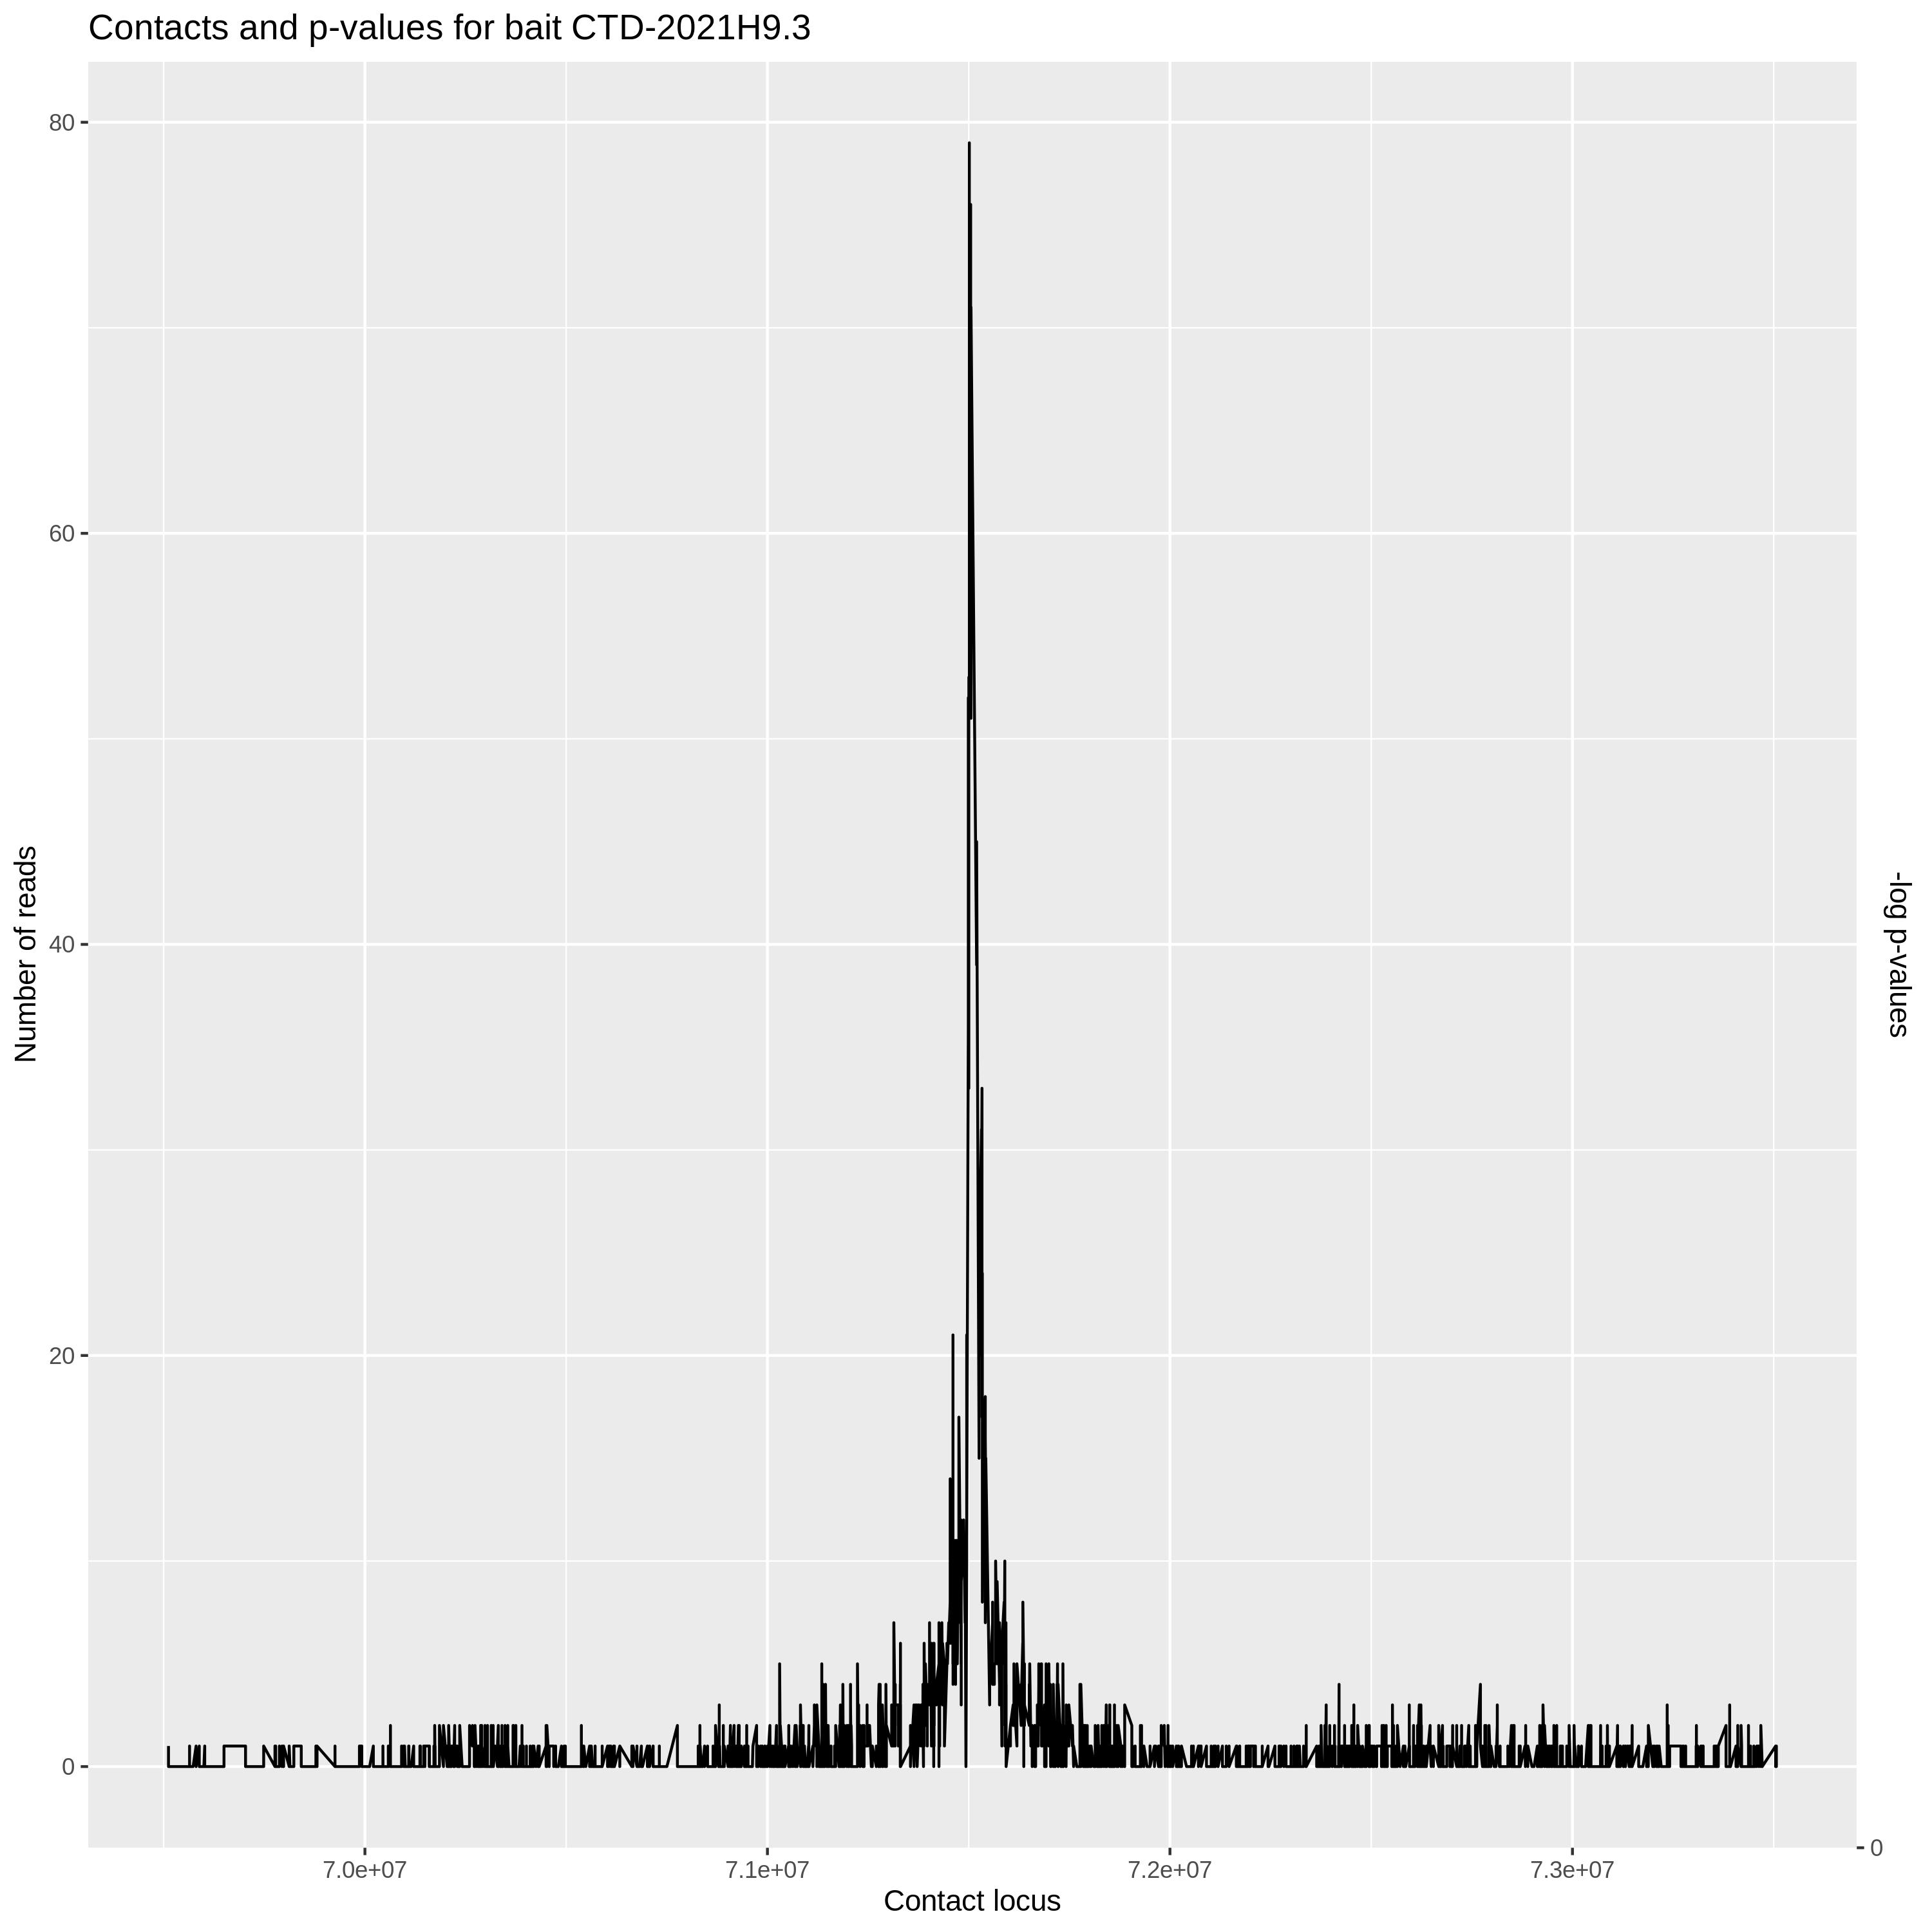 Contacts and p-values for bait CTD-2021H9.3
80
60
40
20
0
Number of reads
-log p-values
0
7.0e+07 7.1e+07 7.2e+07 7.3e+07
Contact locus